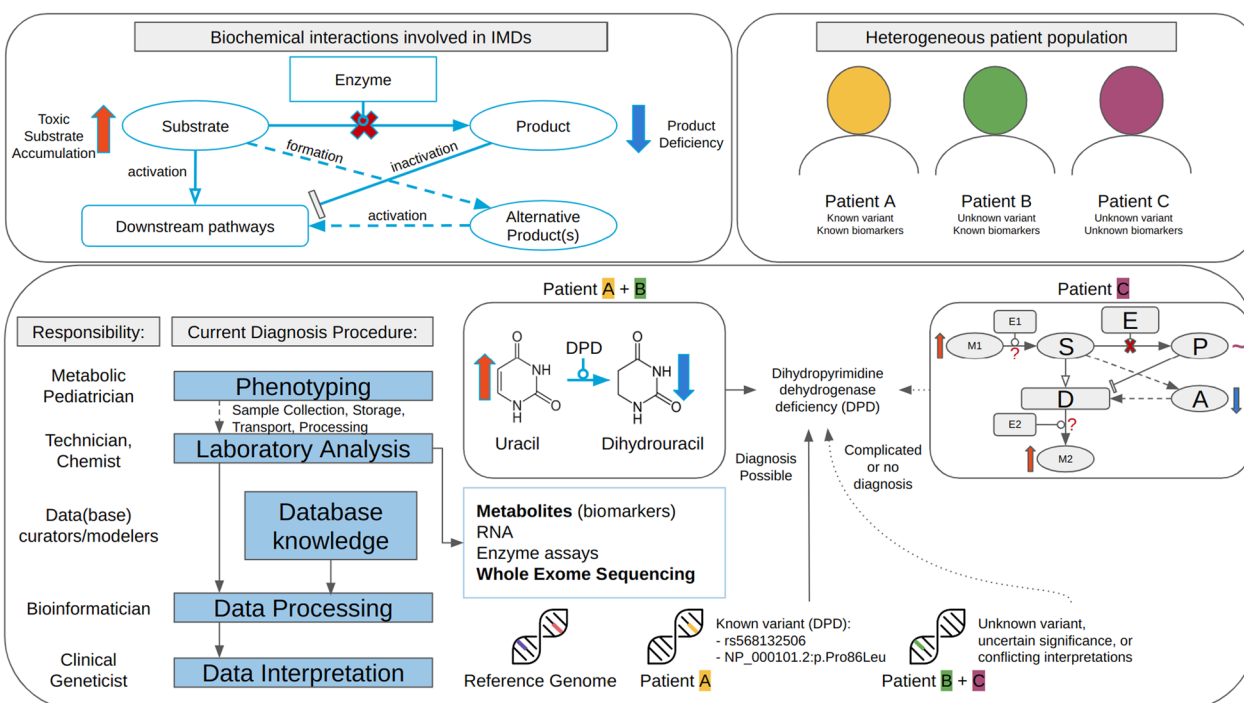 Biochemical interactions involved in IMDs
Enzyme
Toxic
Substrate
Accumulation
Substrate
Product
Product
Deficiency
formation
inactivation
activation
activation
Downstream pathways
Alternative
Product(s)
Heterogeneous patient population
Patient A
Known variant
Known biomarkers
Patient B
Unknown variant
Known biomarkers
Patient C
Unknown variant
Unknown biomarkers
Responsibility:
Current Diagnosis Procedure:
Metabolic
Pediatrician
Phenotyping
Sample Collection, Storage,
Transport, Processing
Technician,
Chemist
Laboratory Analysis
Data(base)
curators/modelers
Database
knowledge
Bioinformatician
Data Processing
Clinical
Geneticist
Data Interpretation
Patient A + B
O
NH
N
H
O
Uracil
DPD
O
NH
N
H
O
Dihydrouracil
Metabolites (biomarkers)
RNA
Enzyme assays
Whole Exome Sequencing
Dihydropyrimidine
dehydrogenase
deficiency (DPD)
Diagnosis
Possible
Complicated
or no
diagnosis
Patient C
E1
E
M1
?
S
P
~
D
A
E2
?
M2
Reference Genome
Patient A
Known variant (DPD):
- rs568132506
- NP_000101.2:p.Pro86Leu
Patient B + C
Unknown variant,
uncertain significance, or
conflicting interpretations